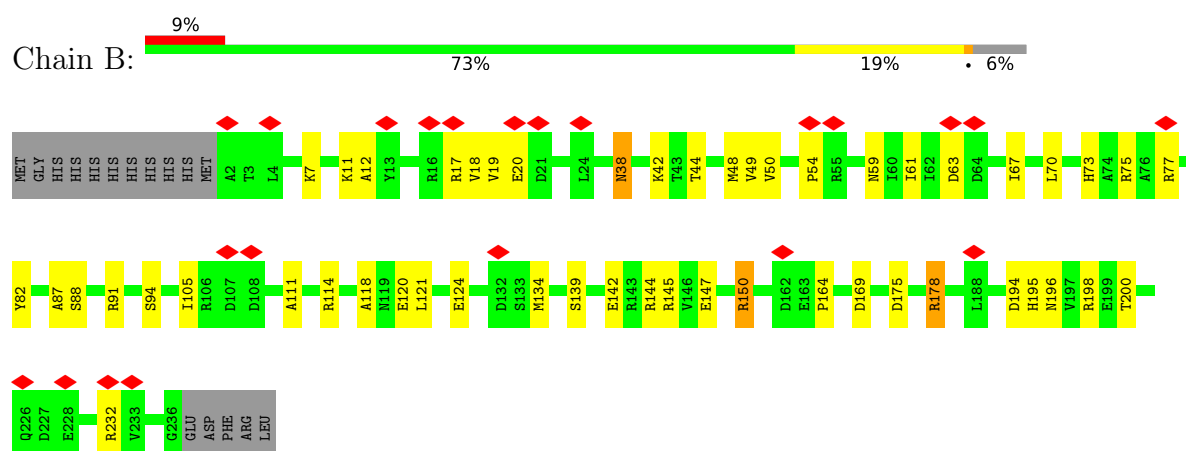 9%
Chain B:
73% 19% • 6%
MET GLY HIS HIS HIS HIS HIS HIS HIS HIS MET A2 T3 L4 K7 K11 A12 Y13 R16 R17 V18 V19 E20 D21 L24 N38 K42 T43 T44 M48 V49 V50 P54 R55 N59 I60 I61 I62 D63 D64 I67 L70 H73 A74 R75 A76 R77
Y82 A87 S88 R91 S94 I105 R106 D107 D108 A111 R114 A118 N119 E120 L121 E124 D132 S133 M134 S139 E142 R143 R144 R145 V146 E147 R150 D162 E163 P164 D169 D175 R178 L188 D194 H195 N196 V197 R198 E199 T200
Q226 D227 E228 R232 V233 G236 GLU ASP PHE ARG LEU